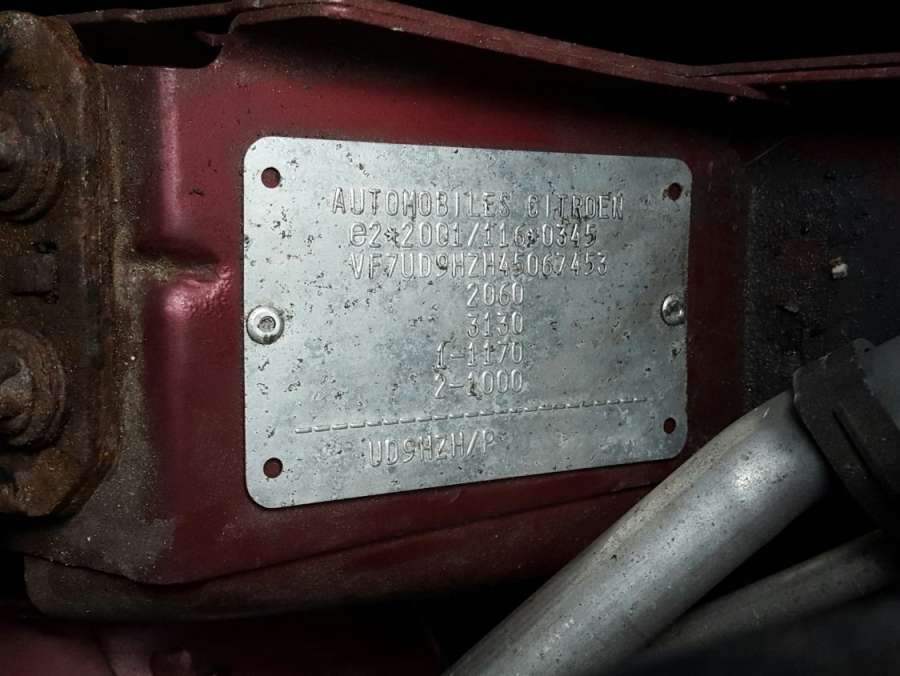 AUTOMOBILES CITROEN
e2*2001/116*0345
VF7UD9HZH45067453
2060
3130
1-1170
2-1000
UD9HZH/P